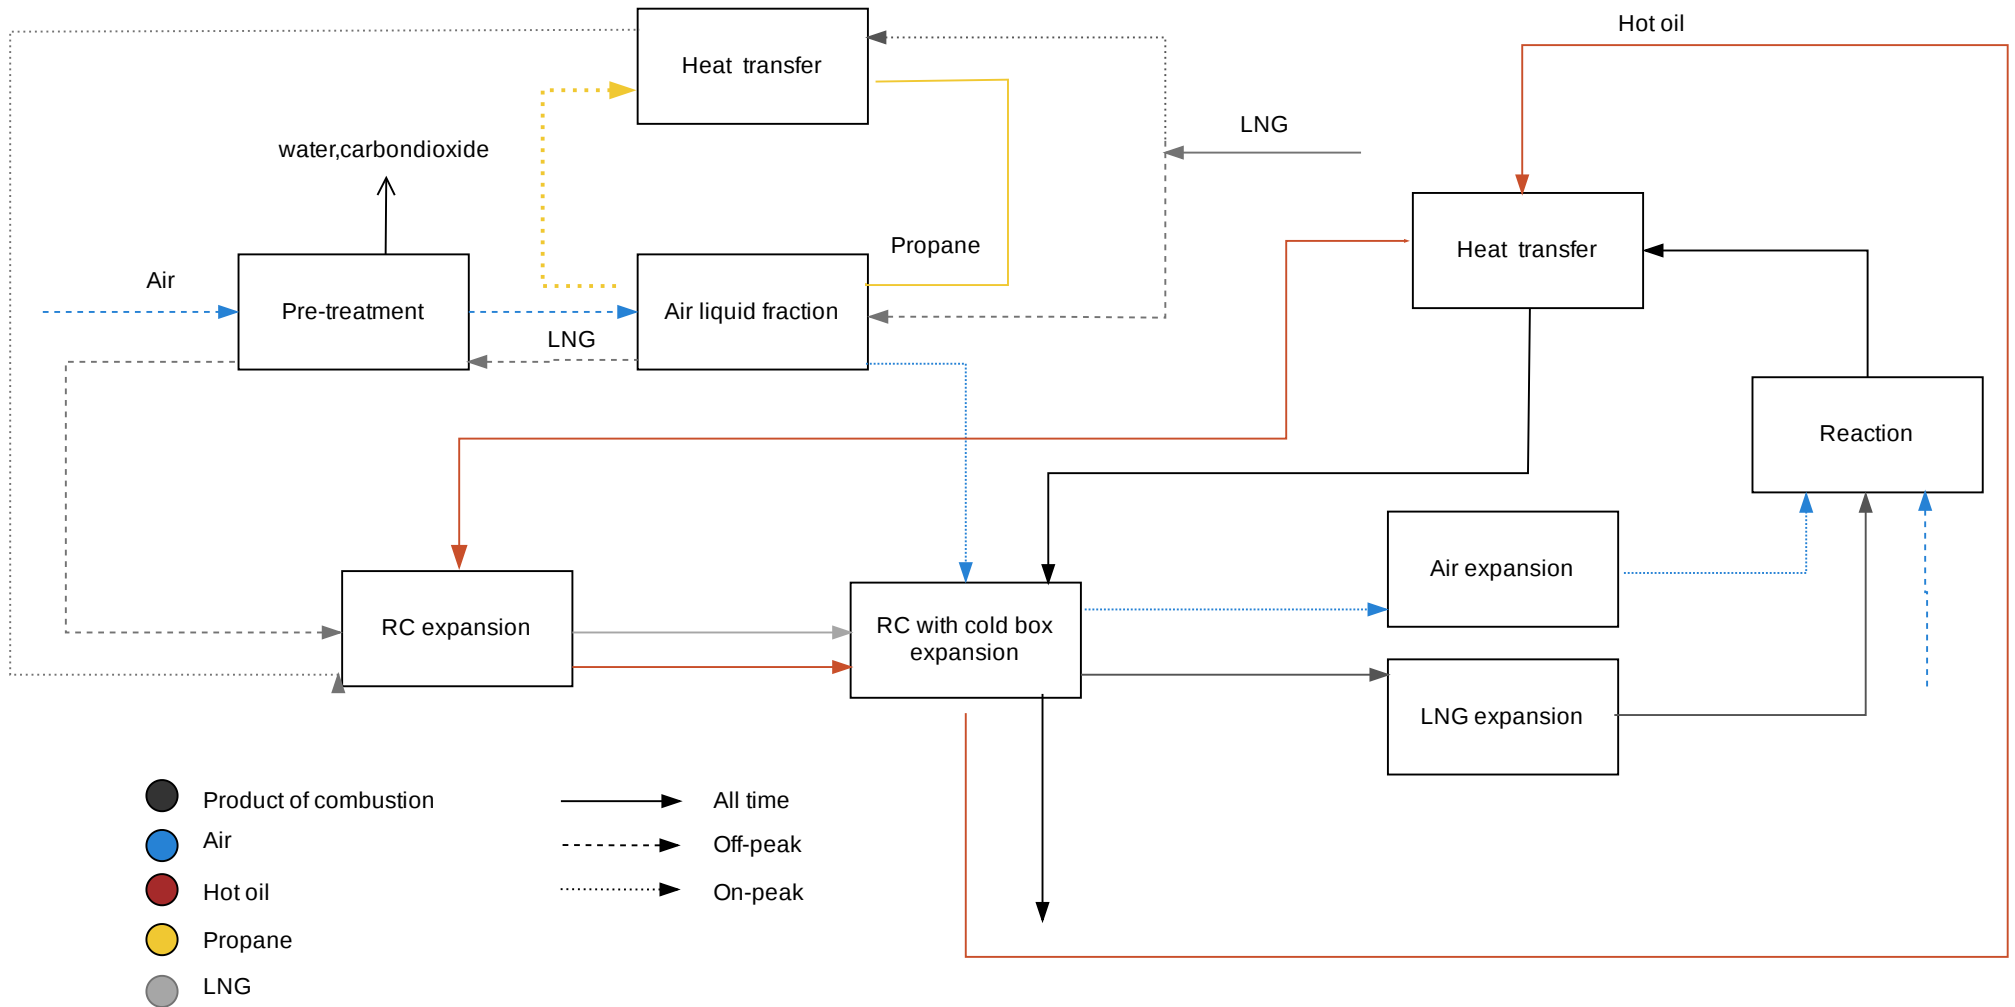 Hot oil
Heat transfer
LNG
water,carbondioxide
Propane
Heat transfer
Air
Pre-treatment
Air liquid fraction
LNG
Reaction
Air expansion
RC expansion
RC with cold box
expansion
LNG expansion
Product of combustion
All time
Air
Off-peak
Hot oil
On-peak
Propane
LNG